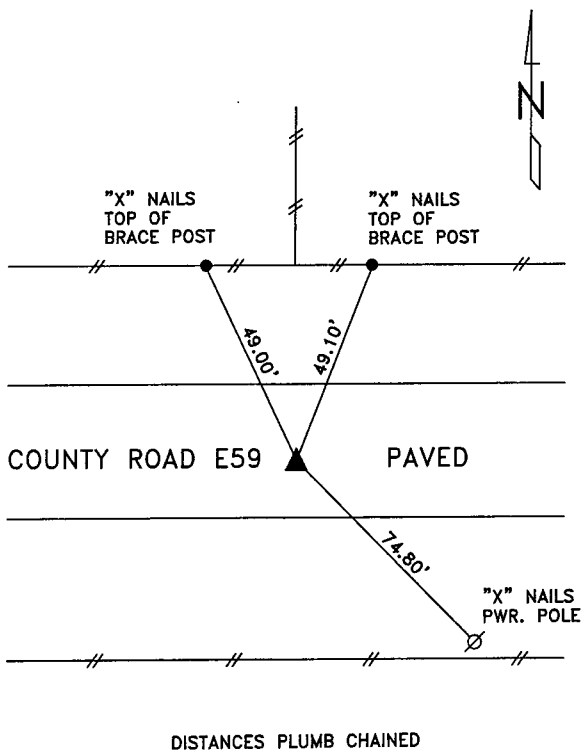 N
"X" NAILS
TOP OF
BRACE POST
"X" NAILS
TOP OF
BRACE POST
49.00'
49.10'
COUNTY ROAD E59
PAVED
74.80'
"X" NAILS
PWR. POLE
DISTANCES PLUMB CHAINED